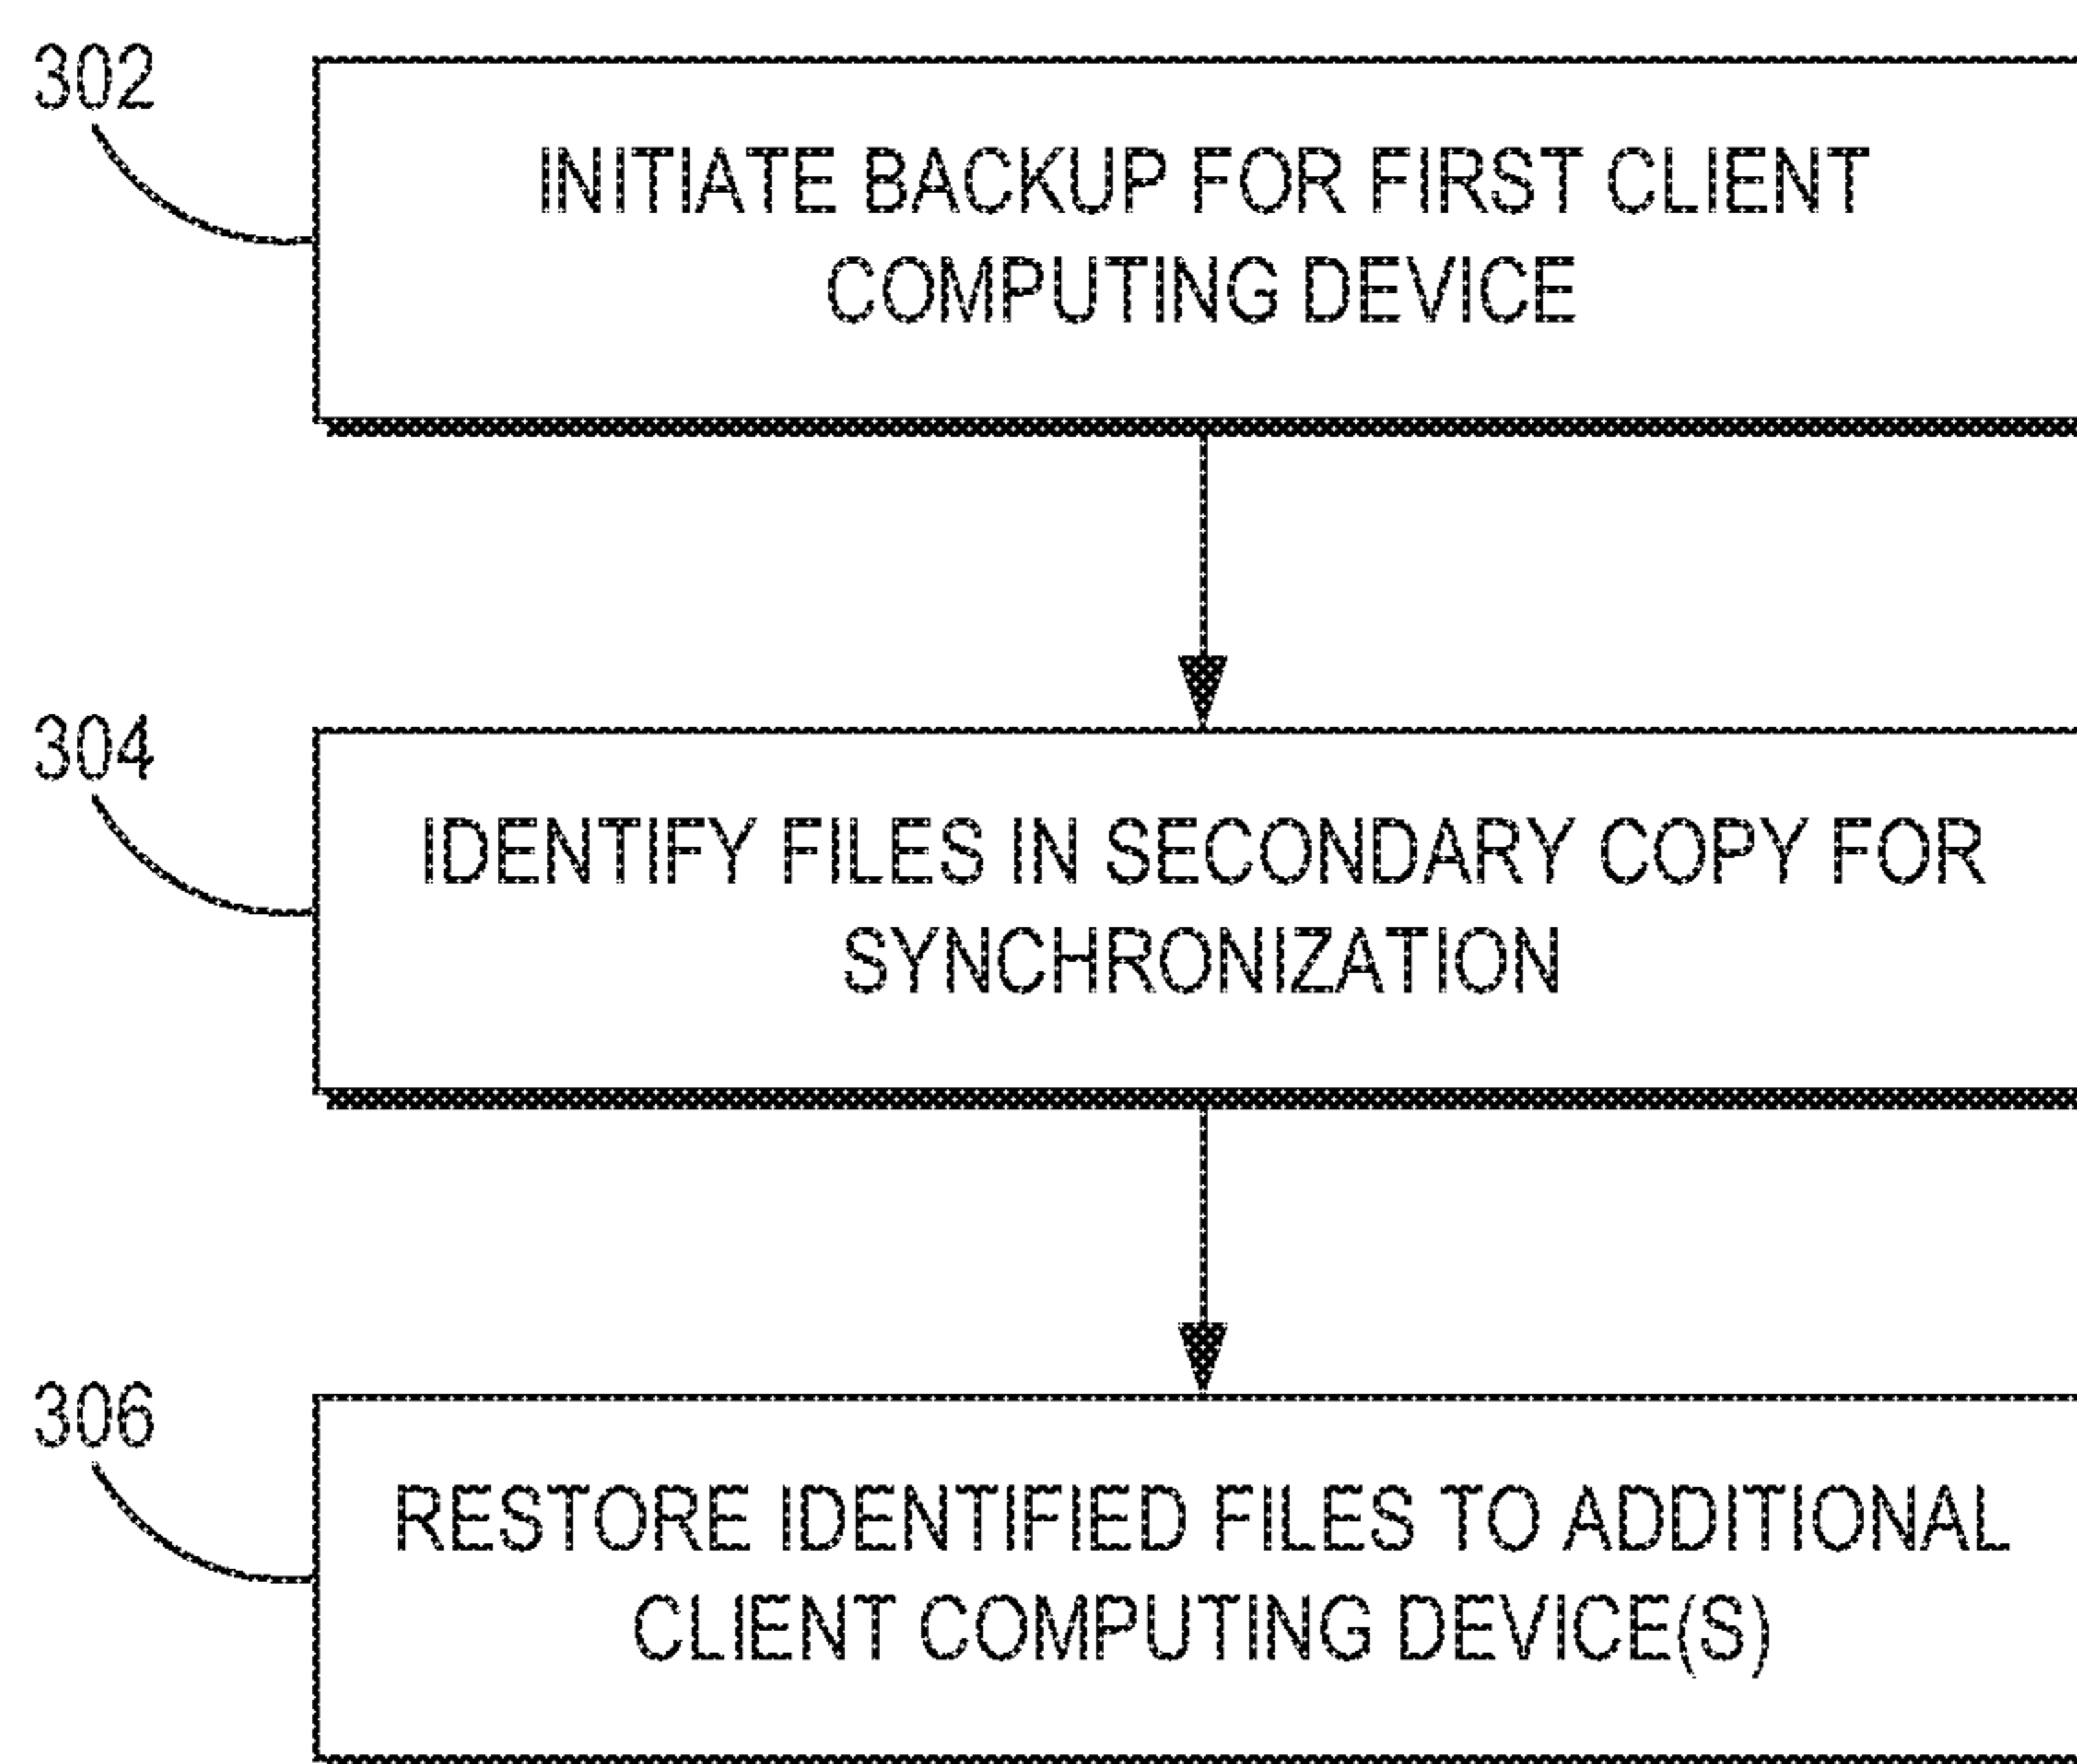 302
INITIATE BACKUP FOR FIRST CLIENT
COMPUTING DEVICE
304
IDENTIFY FILES IN SECONDARY COPY FOR
SYNCHRONIZATION
306
RESTORE IDENTIFIED FILES TO ADDITIONAL
CLIENT COMPUTING DEVICE(S)